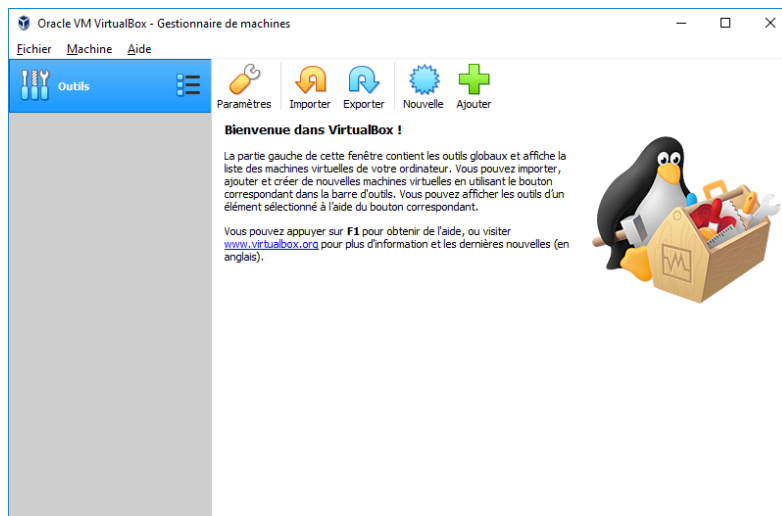 Oracle VM VirtualBox - Gestionnaire de machines
Fichier Machine Aide
Outils
Paramètres Importer Exporter Nouvelle Ajouter
Bienvenue dans VirtualBox !
La partie gauche de cette fenêtre contient les outils globaux et affiche la
liste des machines virtuelles de votre ordinateur. Vous pouvez importer,
ajouter et créer de nouvelles machines virtuelles en utilisant le bouton
correspondant dans la barre d'outils. Vous pouvez afficher les outils d'un
élément sélectionné à l'aide du bouton correspondant.
Vous pouvez appuyer sur F1 pour obtenir de l'aide, ou visiter
www.virtualbox.org pour plus d'information et les dernières nouvelles (en
anglais).